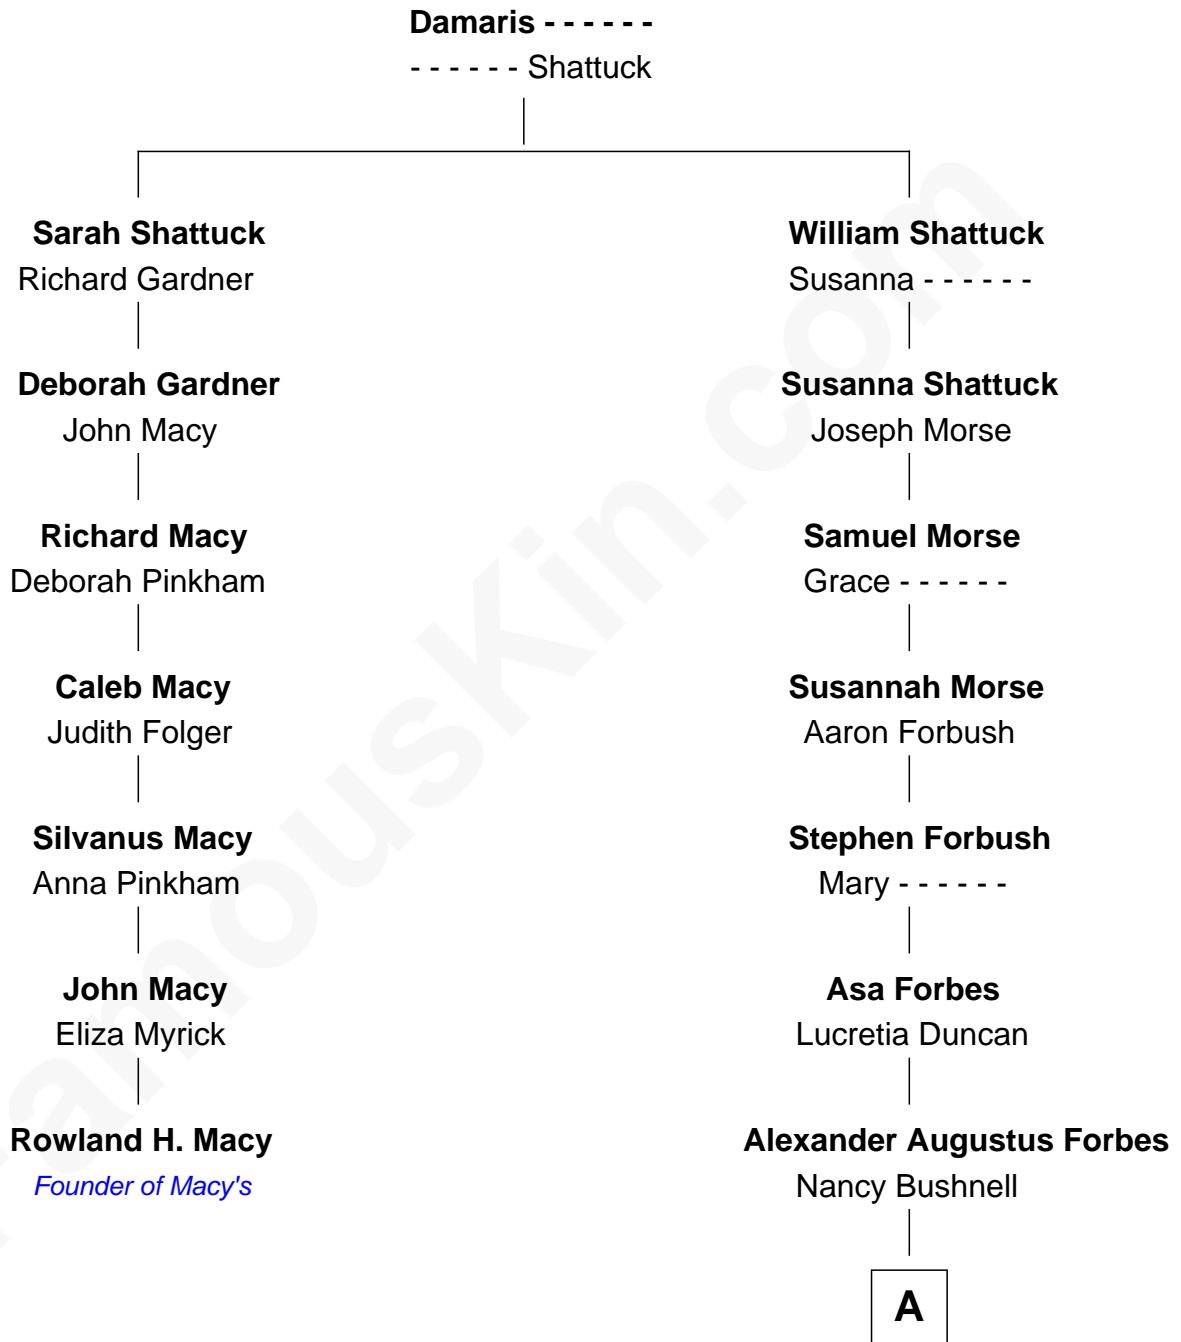 Damaris - - - - - -
- - - - - - Shattuck
Sarah Shattuck
Richard Gardner
William Shattuck
Susanna - - - - - -
Deborah Gardner
John Macy
Susanna Shattuck
Joseph Morse
Richard Macy
Deborah Pinkham
Samuel Morse
Grace - - - - - -
Caleb Macy
Judith Folger
Susannah Morse
Aaron Forbush
Silvanus Macy
Anna Pinkham
Stephen Forbush
Mary - - - - - -
John Macy
Eliza Myrick
Asa Forbes
Lucretia Duncan
Rowland H. Macy
Founder of Macy's
Alexander Augustus Forbes
Nancy Bushnell
A
FamousKin.com